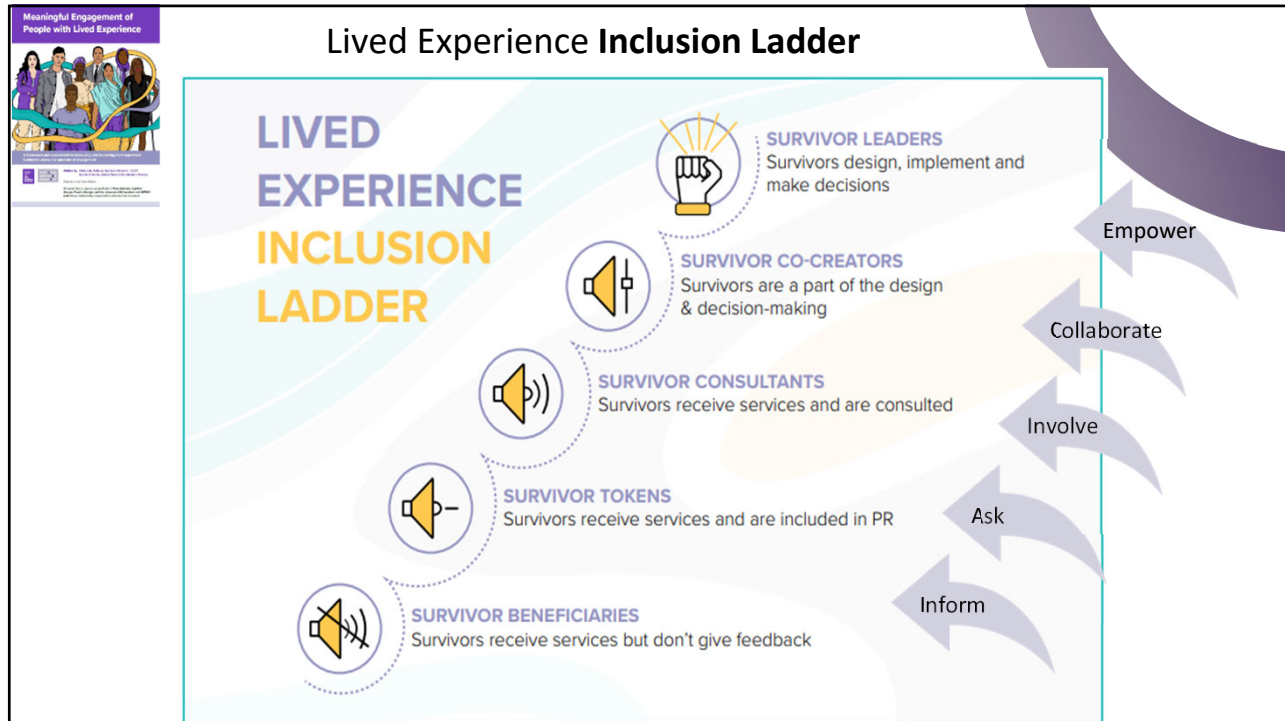 Meaningful Engagement of
People with Lived Experience
Lived Experience Inclusion Ladder
LIVED
EXPERIENCE
INCLUSION
LADDER
SURVIVOR LEADERS
Survivors design, implement and
make decisions
Empower
SURVIVOR CO-CREATORS
Survivors are a part of the design
& decision-making
Collaborate
SURVIVOR CONSULTANTS
Survivors receive services and are consulted
Involve
SURVIVOR TOKENS
Survivors receive services and are included in PR
Ask
SURVIVOR BENEFICIARIES
Survivors receive services but don't give feedback
Inform